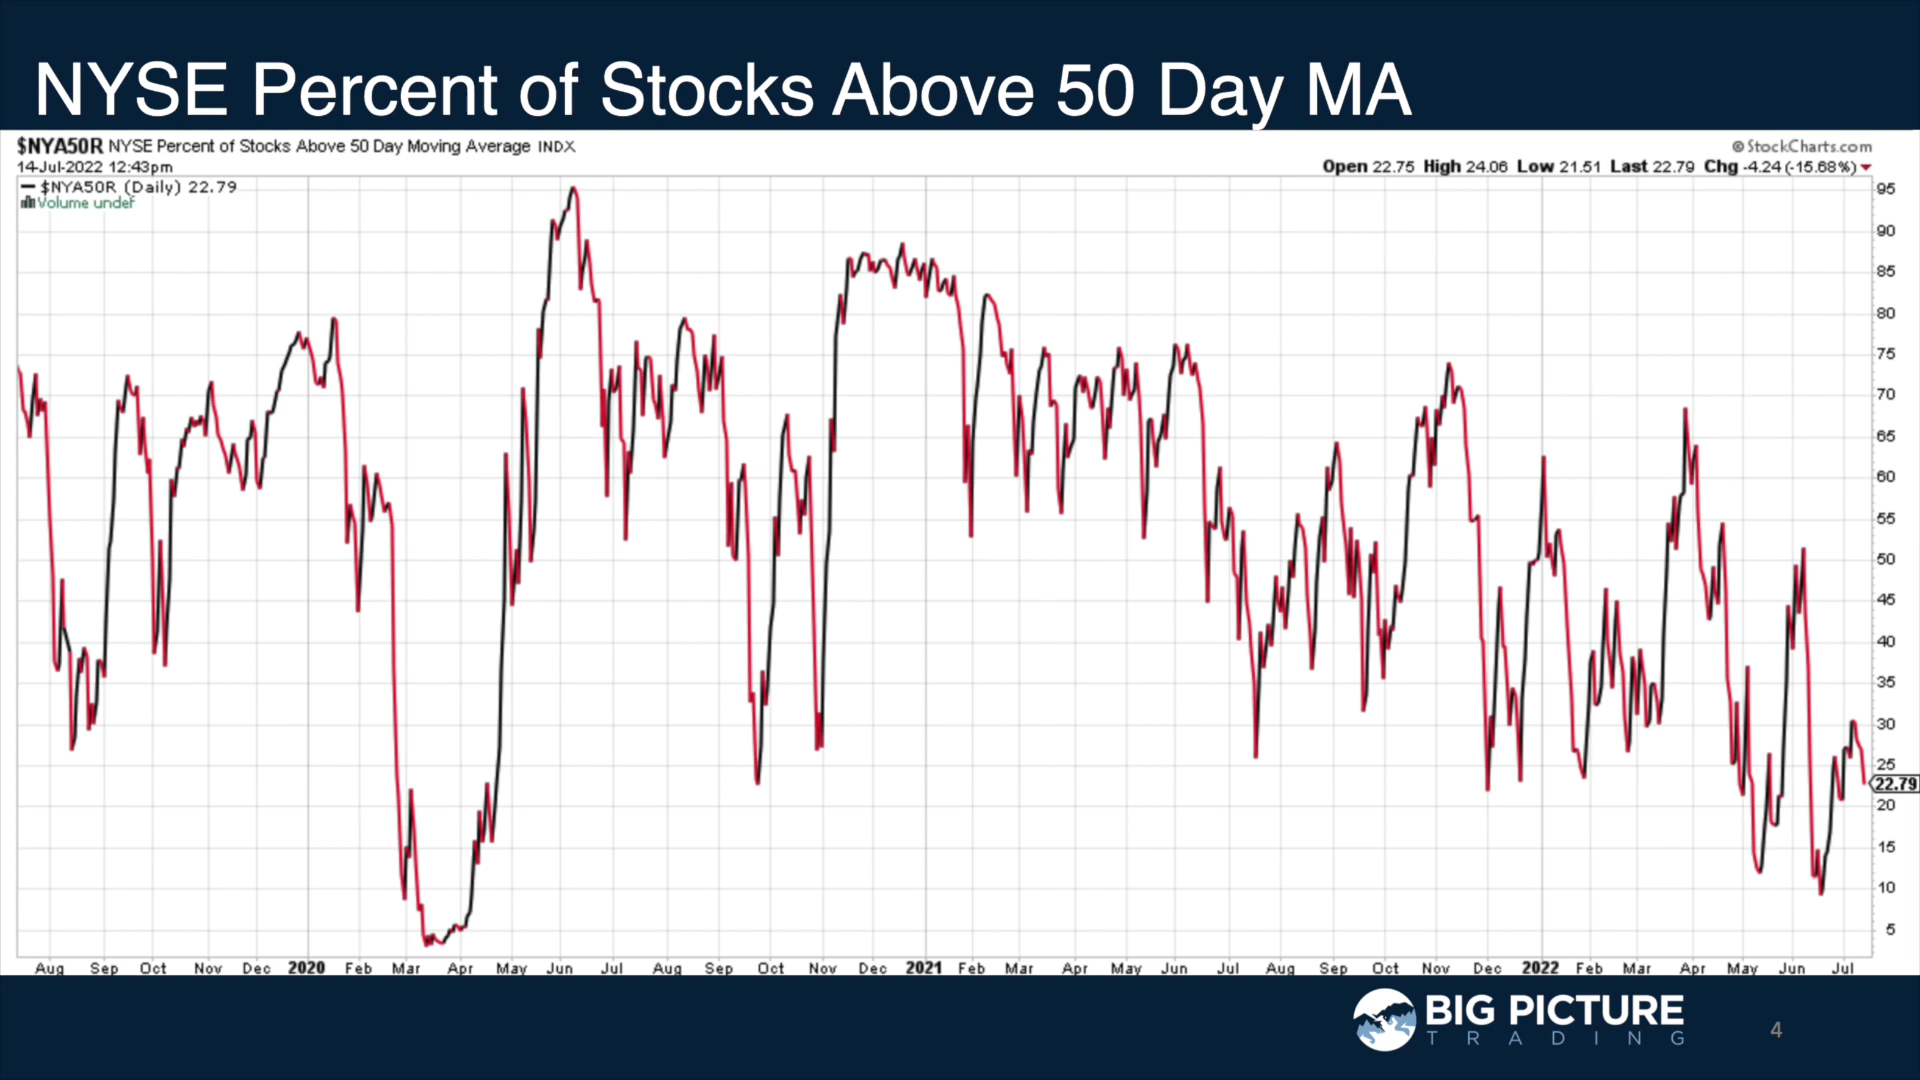 NYSE Percent of Stocks Above 50 Day MA
$NYA50R NYSE Percent of Stocks Above 50 Day Moving Average INDX
© StockCharts.com
14-Jul-2022 12:43pm
Open 22.75 High 24.06 Low 21.51 Last 22.79 Chg -4.24 (-15.68%)
$NYA50R (Daily) 22.79
Volume undef
95
90
85
80
75
70
65
60
55
50
45
40
35
30
25
22.79
20
15
10
5
Aug Sep Oct Nov Dec 2020 Feb Mar Apr May Jun Jul Aug Sep Oct Nov Dec 2021 Feb Mar Apr May Jun Jul Aug Sep Oct Nov Dec 2022 Feb Mar Apr May Jun Jul
BIG PICTURE
TRADING
4